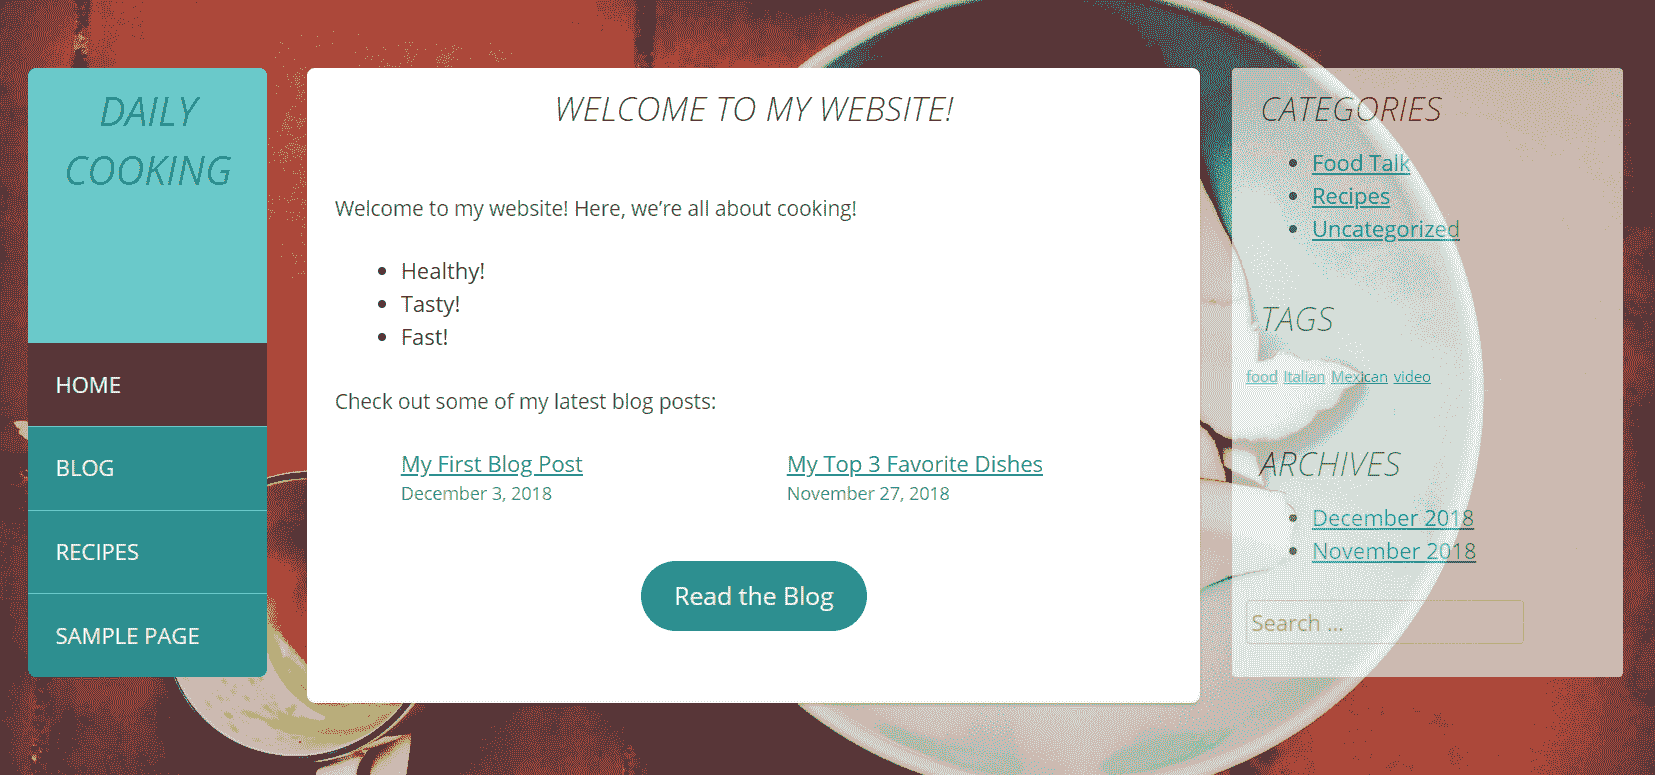 DAILY
COOKING
HOME
BLOG
RECIPES
SAMPLE PAGE
WELCOME TO MY WEBSITE!
Welcome to my website! Here, we’re all about cooking!
Healthy!
Tasty!
Fast!
Check out some of my latest blog posts:
My First Blog Post
December 3, 2018
My Top 3 Favorite Dishes
November 27, 2018
Read the Blog
CATEGORIES
Food Talk
Recipes
Uncategorized
TAGS
food Italian Mexican video
ARCHIVES
December 2018
November 2018
Search ...